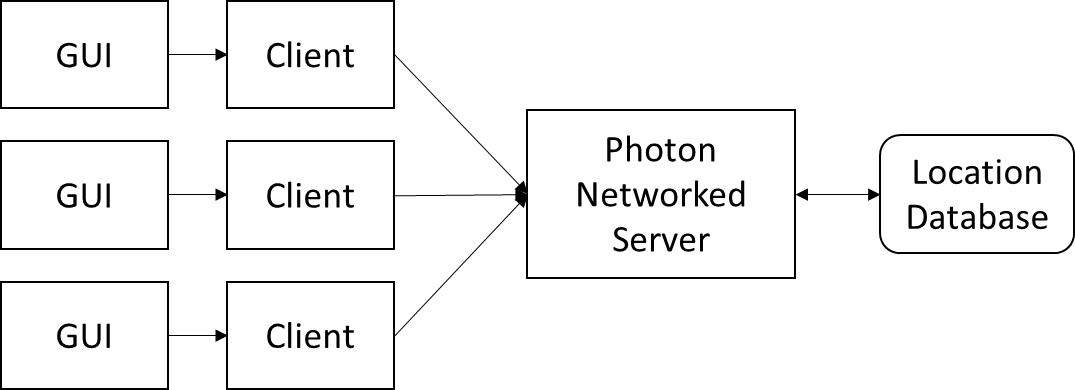 GUI
Client
GUI
Client
GUI
Client
Photon
Networked
Server
Location
Database